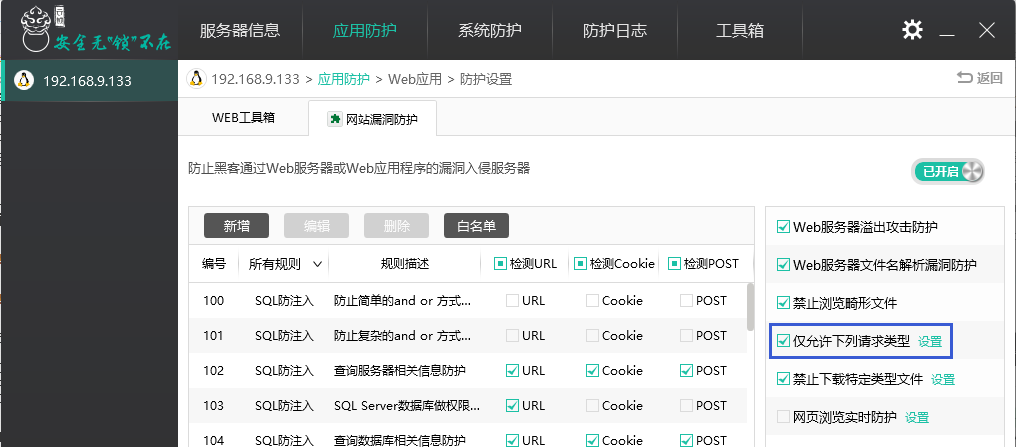 安全无"锁"不在
服务器信息 应用防护 系统防护 防护日志 工具箱
192.168.9.133
192.168.9.133 > 应用防护 > Web应用 > 防护设置 返回
WEB工具箱 网站漏洞防护
防止黑客通过Web服务器或Web应用程序的漏洞入侵服务器 已开启
新增 编辑 删除 白名单
编号 所有规则 规则描述 检测URL 检测Cookie 检测POST
100 SQL防注入 防止简单的and or 方式... URL Cookie POST
101 SQL防注入 防止复杂的and or 方式... URL Cookie POST
102 SQL防注入 查询服务器相关信息防护 URL Cookie POST
103 SQL防注入 SQL Server数据库做权限... URL Cookie POST
104 SQL防注入 查询数据库相关信息防护 URL Cookie POST
Web服务器溢出攻击防护
Web服务器文件名解析漏洞防护
禁止浏览畸形文件
仅允许下列请求类型 设置
禁止下载特定类型文件 设置
网页浏览实时防护 设置